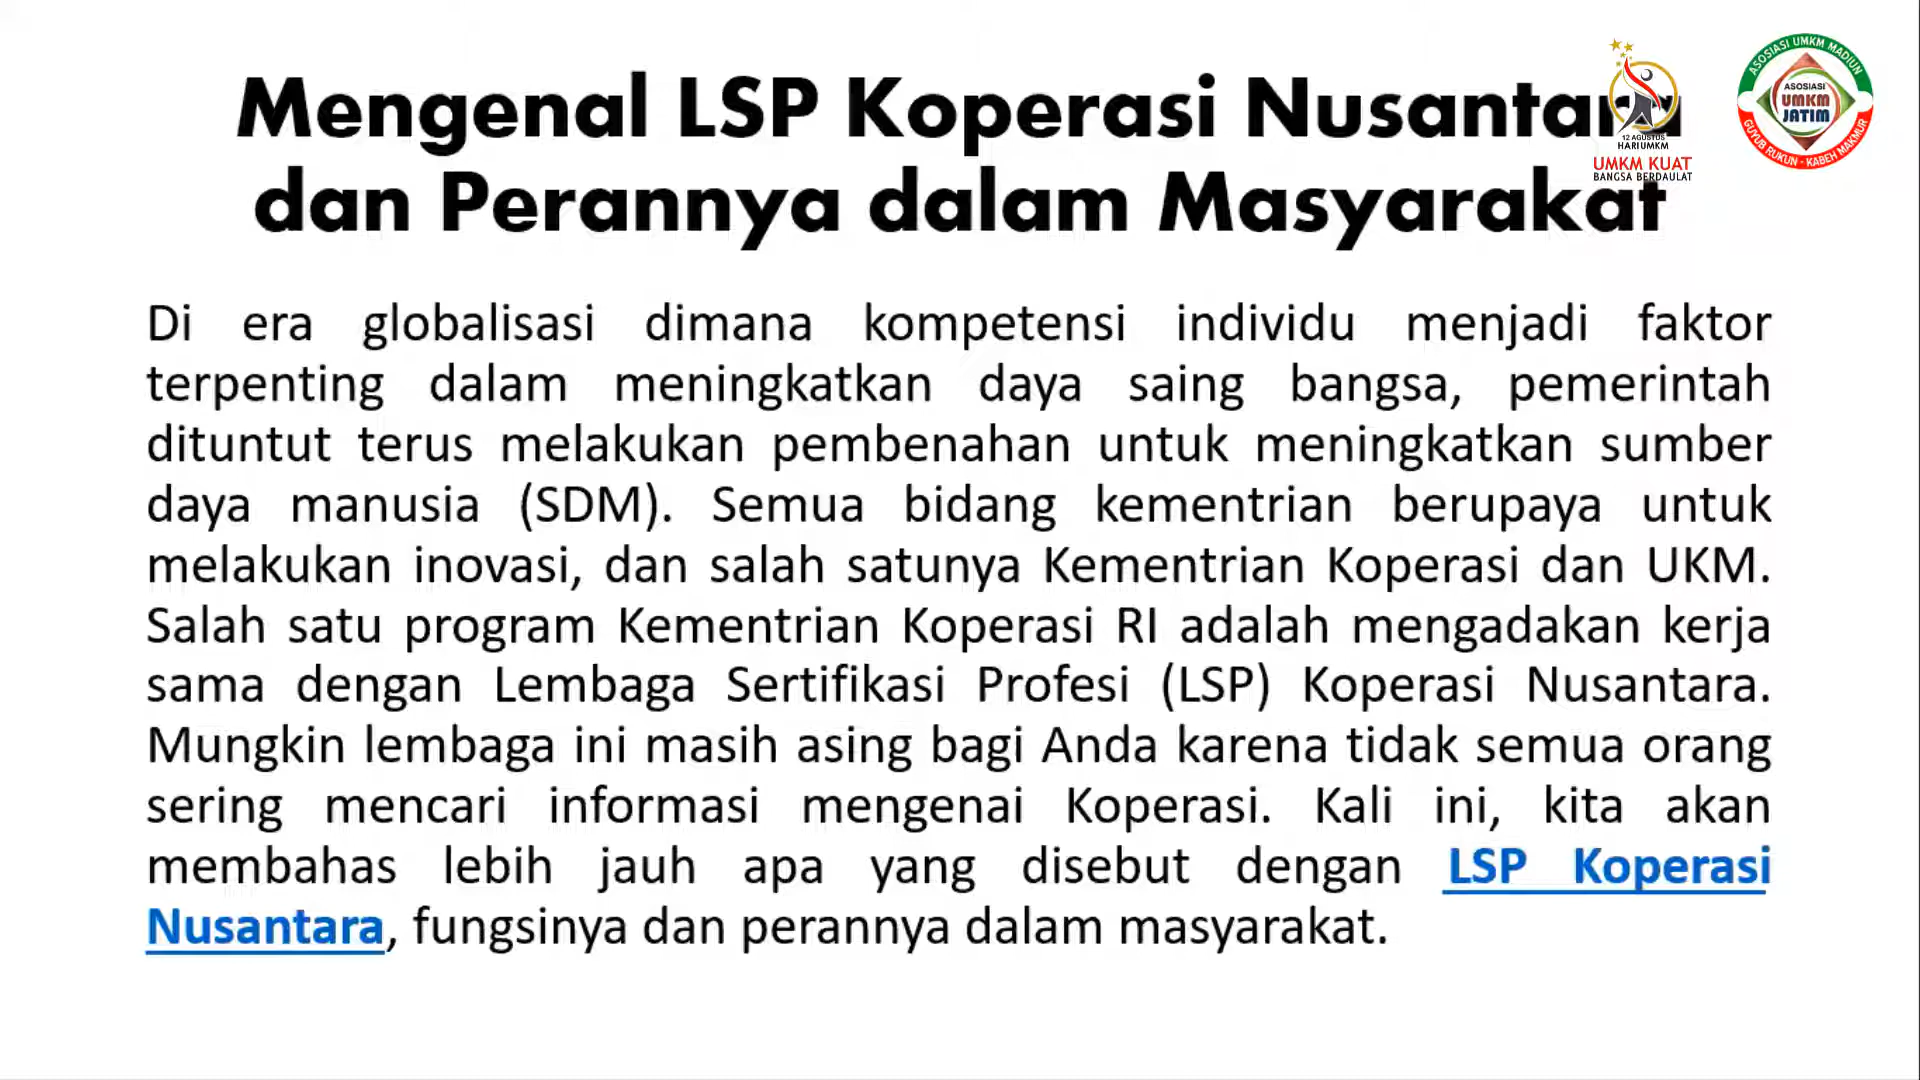 Mengenal LSP Koperasi Nusantara
dan Perannya dalam Masyarakat
12 AGUSTUS
HARI UMKM
UMKM KUAT
BANGSA BERDAULAT
ASOSIASI UMKM MADIUN
ASOSIASI
UMKM
JATIM
GUYUB RUKUN - KABEH MAKMUR
Di era globalisasi dimana kompetensi individu menjadi faktor
terpenting dalam meningkatkan daya saing bangsa, pemerintah
dituntut terus melakukan pembenahan untuk meningkatkan sumber
daya manusia (SDM). Semua bidang kementrian berupaya untuk
melakukan inovasi, dan salah satunya Kementrian Koperasi dan UKM.
Salah satu program Kementrian Koperasi RI adalah mengadakan kerja
sama dengan Lembaga Sertifikasi Profesi (LSP) Koperasi Nusantara.
Mungkin lembaga ini masih asing bagi Anda karena tidak semua orang
sering mencari informasi mengenai Koperasi. Kali ini, kita akan
membahas lebih jauh apa yang disebut dengan LSP Koperasi
Nusantara, fungsinya dan perannya dalam masyarakat.